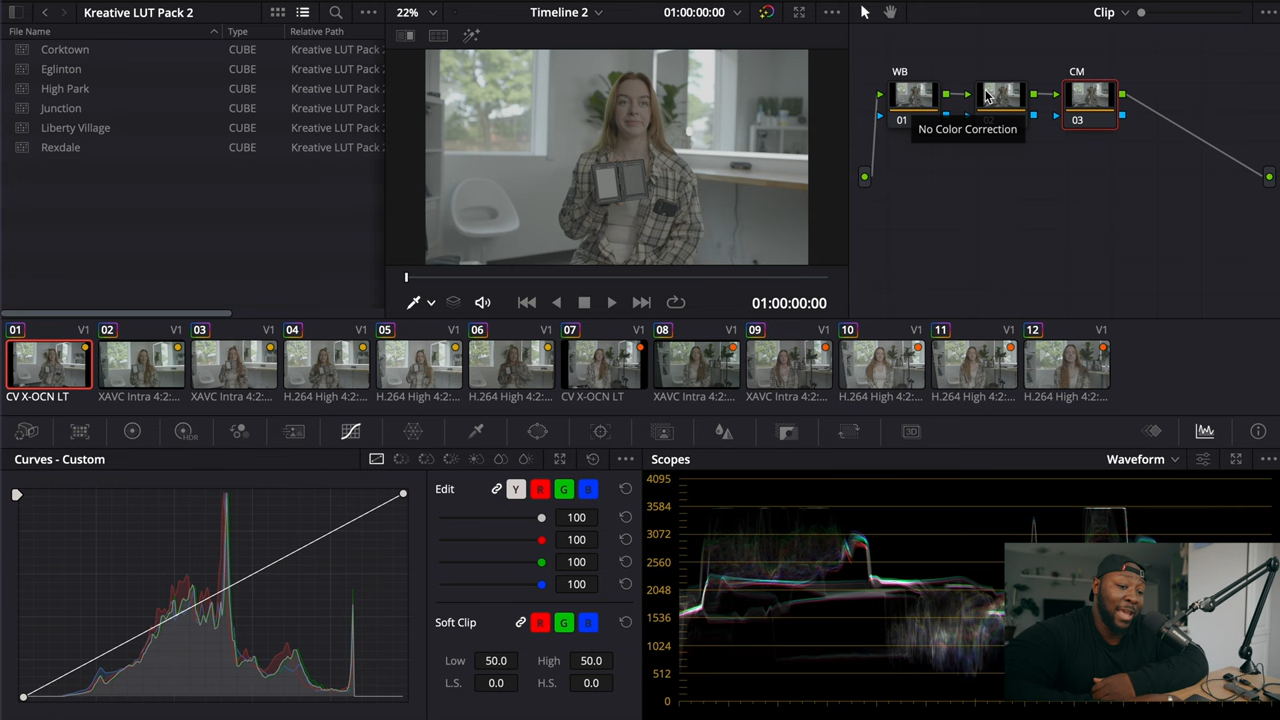 Kreative LUT Pack 2
22%
Timeline 2
01:00:00:00
Clip
File Name
Type
Relative Path
Corktown CUBE Kreative LUT Pack
Eglinton CUBE Kreative LUT Pack
High Park CUBE Kreative LUT Pack
Junction CUBE Kreative LUT Pack
Liberty Village CUBE Kreative LUT Pack
Rexdale CUBE Kreative LUT Pack
WB
CM
01
02
03
No Color Correction
01:00:00:00
01 V1 02 V1 03 V1 04 V1 05 V1 06 V1 07 V1 08 V1 09 V1 10 V1 11 V1 12 V1
CV X-OCN LT XAVC Intra 4:2:... XAVC Intra 4:2:... H.264 High 4:2:... H.264 High 4:2:... H.264 High 4:2:... CV X-OCN LT XAVC Intra 4:2:... XAVC Intra 4:2:... H.264 High 4:2:... H.264 High 4:2:... H.264 High 4:2:...
HDR
3D
Curves - Custom
Edit Y R G B
100
100
100
100
Soft Clip R G B
Low 50.0 High 50.0
L.S. 0.0 H.S. 0.0
Scopes
Waveform
4095
3584
3072
2560
2048
1536
1024
512
0